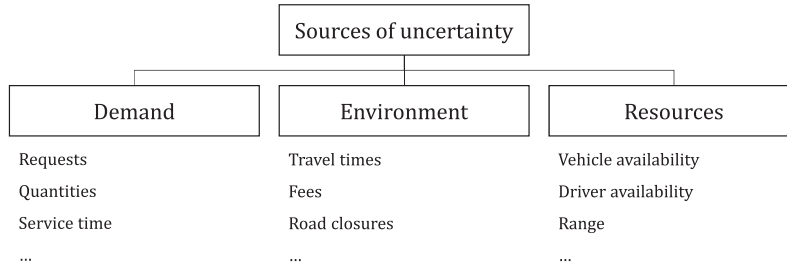 Sources of uncertainty
Demand
Requests
Quantities
Service time
...
Environment
Travel times
Fees
Road closures
...
Resources
Vehicle availability
Driver availability
Range
...